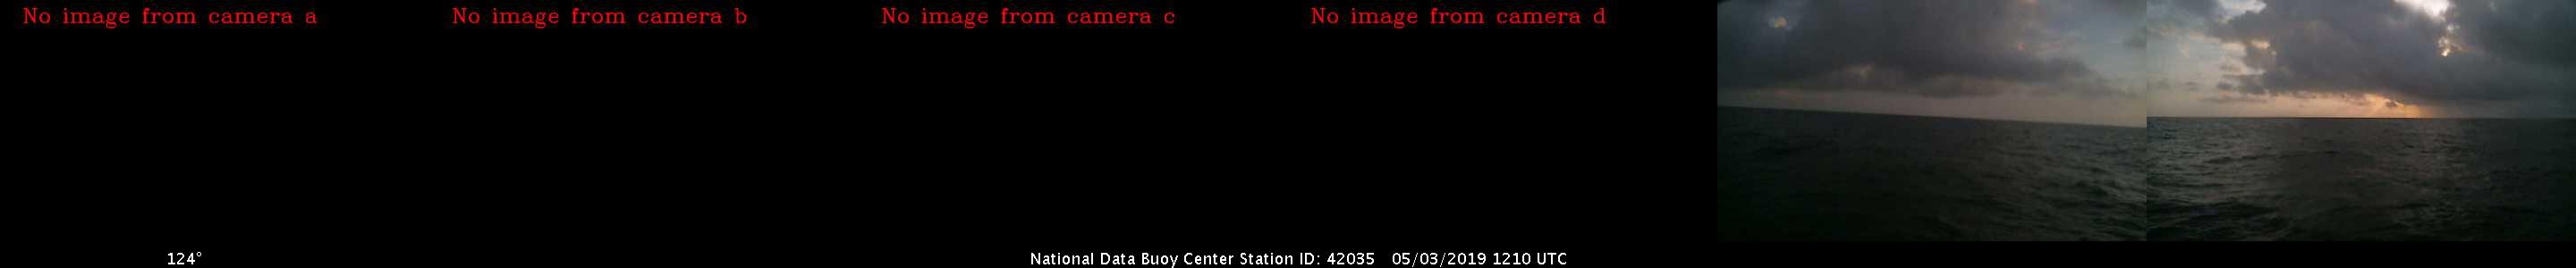 No image from camera a
No image from camera b
No image from camera c
No image from camera d
124°
National Data Buoy Center Station ID: 42035 05/03/2019 1210 UTC